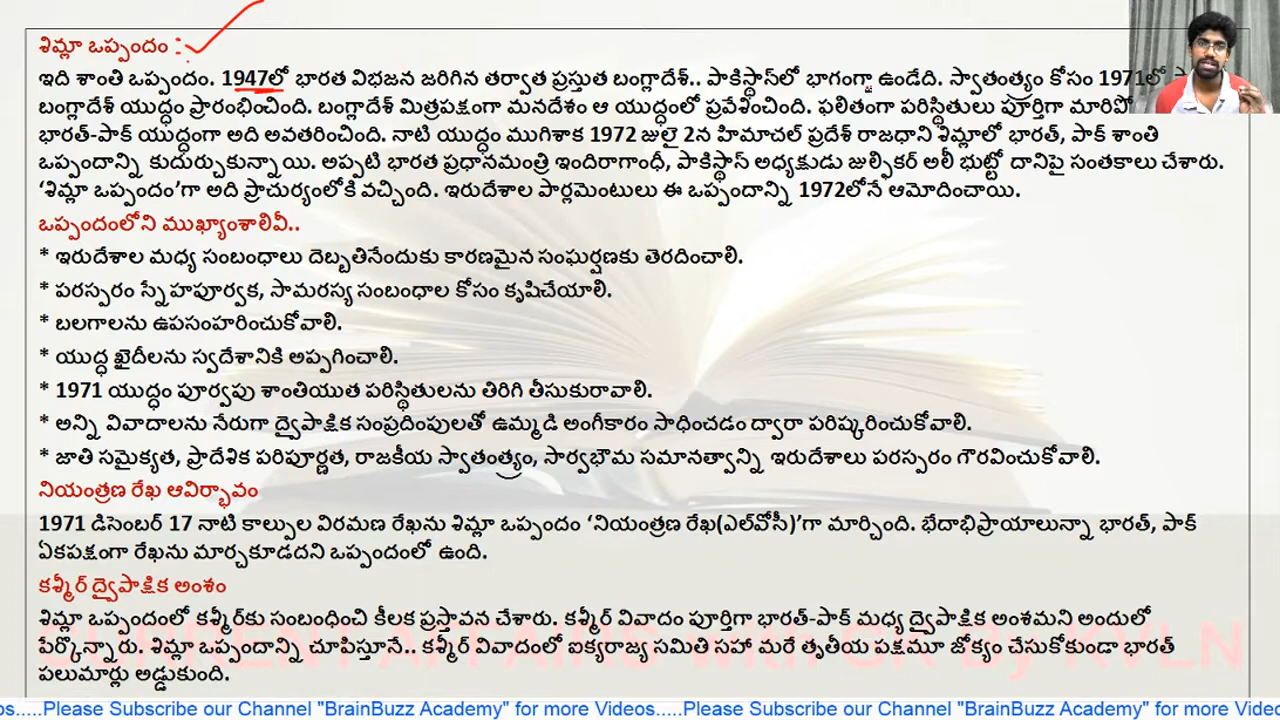 శిమ్లా ఒప్పందం :
ఇది శాంతి ఒప్పందం. 1947లో భారత విభజన జరిగిన తర్వాత ప్రస్తుత బంగ్లాదేశ్.. పాకిస్థాన్‌లో భాగంగా ఉండేది. స్వాతంత్య్రం కోసం 1971లో
బంగ్లాదేశ్ యుద్ధం ప్రారంభించింది. బంగ్లాదేశ్ మిత్రపక్షంగా మనదేశం ఆ యుద్ధంలో ప్రవేశించింది. ఫలితంగా పరిస్థితులు పూర్తిగా మారిపో
భారత్-పాక్ యుద్ధంగా అది అవతరించింది. నాటి యుద్ధం ముగిశాక 1972 జులై 2న హిమాచల్ ప్రదేశ్ రాజధాని శిమ్లాలో భారత్, పాక్ శాంతి
ఒప్పందాన్ని కుదుర్చుకున్నాయి. అప్పటి భారత ప్రధానమంత్రి ఇందిరాగాంధీ, పాకిస్థాన్ అధ్యక్షుడు జుల్ఫికర్ అలీ భుట్టో దానిపై సంతకాలు చేశారు.
‘శిమ్లా ఒప్పందం’గా అది ప్రాచుర్యంలోకి వచ్చింది. ఇరుదేశాల పార్లమెంటులు ఈ ఒప్పందాన్ని 1972లోనే ఆమోదించాయి.
ఒప్పందంలోని ముఖ్యాంశాలివీ..
* ఇరుదేశాల మధ్య సంబంధాలు దెబ్బతినేందుకు కారణమైన సంఘర్షణకు తెరదించాలి.
* పరస్పరం స్నేహపూర్వక, సామరస్య సంబంధాల కోసం కృషిచేయాలి.
* బలగాలను ఉపసంహరించుకోవాలి.
* యుద్ధ ఖైదీలను స్వదేశానికి అప్పగించాలి.
* 1971 యుద్ధం పూర్వపు శాంతియుత పరిస్థితులను తిరిగి తీసుకురావాలి.
* అన్ని వివాదాలను నేరుగా ద్వైపాక్షిక సంప్రదింపులతో ఉమ్మడి అంగీకారం సాధించడం ద్వారా పరిష్కరించుకోవాలి.
* జాతి సమైక్యత, ప్రాదేశిక పరిపూర్ణత, రాజకీయ స్వాతంత్య్రం, సార్వభౌమ సమానత్వాన్ని ఇరుదేశాలు పరస్పరం గౌరవించుకోవాలి.
నియంత్రణ రేఖ ఆవిర్భావం
1971 డిసెంబర్ 17 నాటి కాల్పుల విరమణ రేఖను శిమ్లా ఒప్పందం ‘నియంత్రణ రేఖ(ఎల్‌వోసీ)’గా మార్చింది. భేదాభిప్రాయాలున్నా భారత్, పాక్
ఏకపక్షంగా రేఖను మార్చకూడదని ఒప్పందంలో ఉంది.
కశ్మీర్ ద్వైపాక్షిక అంశం
శిమ్లా ఒప్పందంలో కశ్మీర్‌కు సంబంధించి కీలక ప్రస్తావన చేశారు. కశ్మీర్ వివాదం పూర్తిగా భారత్-పాక్ మధ్య ద్వైపాక్షిక అంశమని అందులో
పేర్కొన్నారు. శిమ్లా ఒప్పందాన్ని చూపిస్తూనే.. కశ్మీర్ వివాదంలో ఐక్యరాజ్య సమితి సహా మరే తృతీయ పక్షమూ జోక్యం చేసుకోకుండా భారత్
పలుమార్లు అడ్డుకుంది.
os.....Please Subscribe our Channel "BrainBuzz Academy" for more Videos.....Please Subscribe our Channel "BrainBuzz Academy" for more Videos